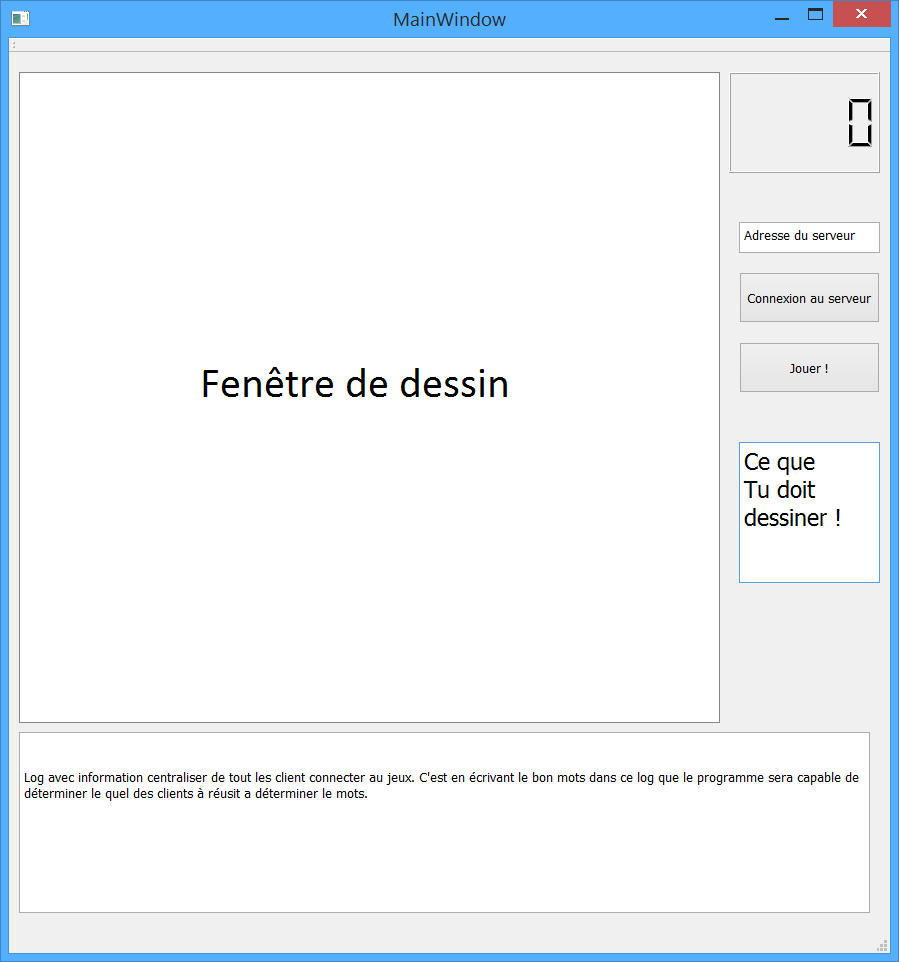 MainWindow
0
Adresse du serveur
Connexion au serveur
Jouer !
Fenêtre de dessin
Ce que
Tu doit
dessiner !
Log avec information centraliser de tout les client connecter au jeux. C'est en écrivant le bon mots dans ce log que le programme sera capable de
déterminer le quel des clients à réusit a déterminer le mots.